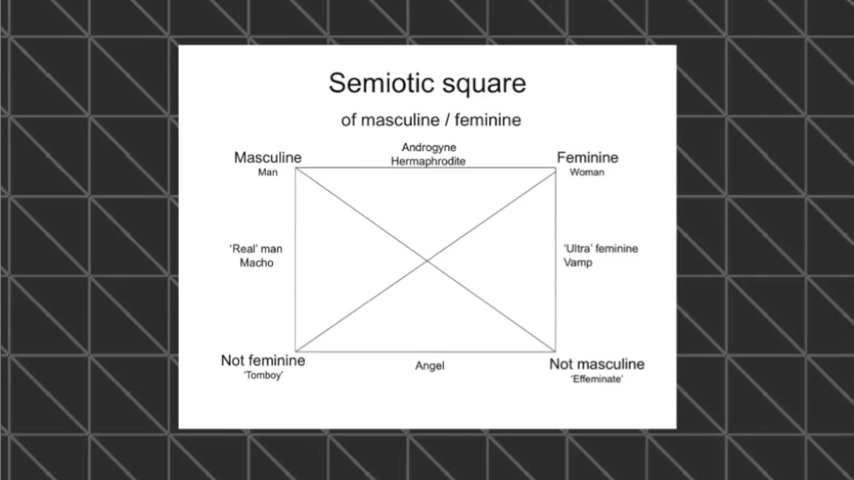 Semiotic square
of masculine / feminine
Androgyne
Hermaphrodite
Masculine
Man
Feminine
Woman
‘Real’ man
Macho
‘Ultra’ feminine
Vamp
Not feminine
‘Tomboy’
Angel
Not masculine
‘Effeminate’